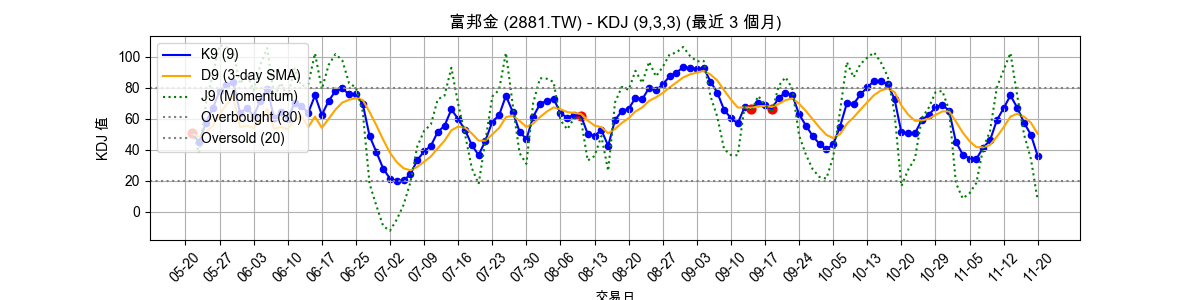 富邦金 (2881.TW) - KDJ (9,3,3) (最近 3 個月)
K9 (9)
D9 (3-day SMA)
J9 (Momentum)
Overbought (80)
Oversold (20)
KDJ 值
100
80
60
40
20
0
05-20 05-27 06-03 06-10 06-17 06-25 07-02 07-09 07-16 07-23 07-30 08-06 08-13 08-20 08-27 09-03 09-10 09-17 09-24 10-05 10-13 10-20 10-29 11-05 11-12 11-20
交易日